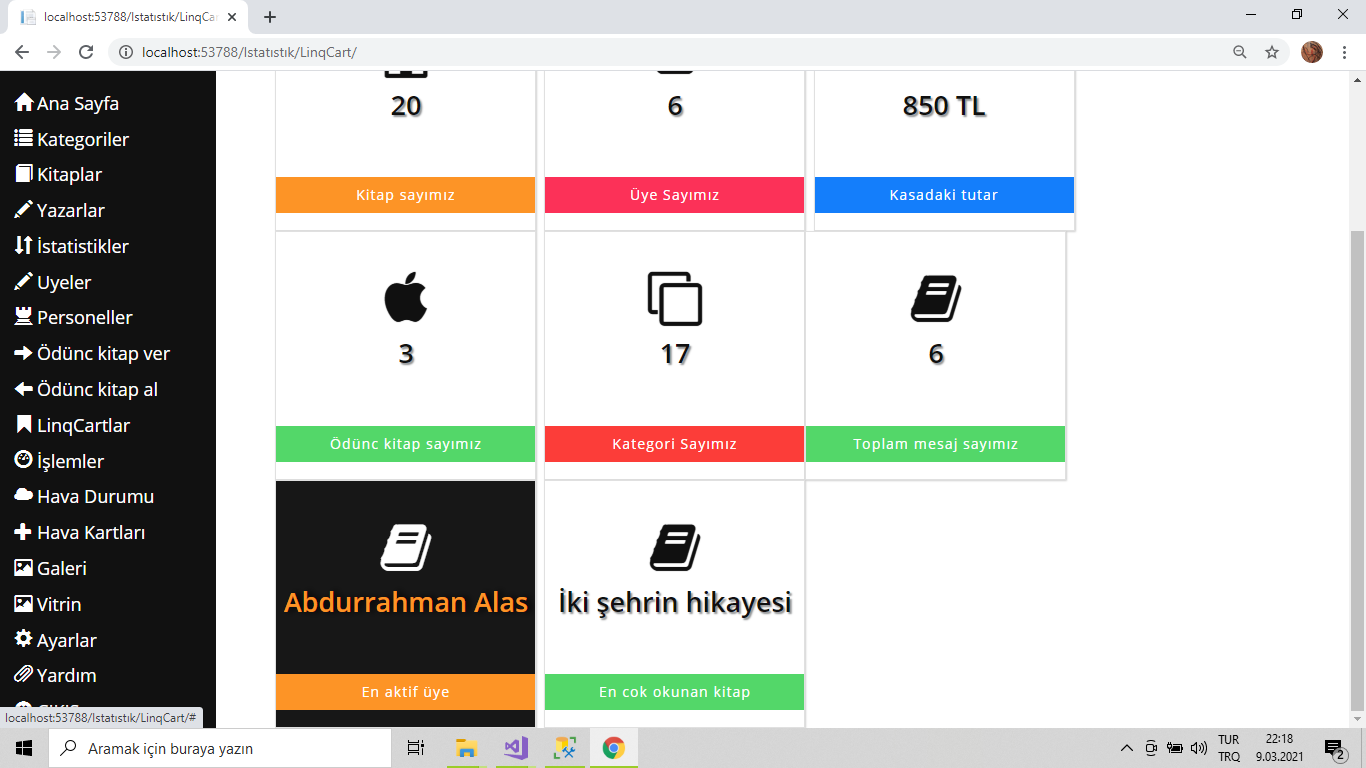 localhost:53788/Istatıstık/LinqCar
localhost:53788/Istatıstık/LinqCart/
Ana Sayfa
Kategoriler
Kitaplar
Yazarlar
İstatistikler
Uyeler
Personeller
Ödünc kitap ver
Ödünc kitap al
LinqCartlar
İşlemler
Hava Durumu
Hava Kartları
Galeri
Vitrin
Ayarlar
Yardım
localhost:53788/Istatıstık/LinqCart/#
20
Kitap sayımız
6
Üye Sayımız
850 TL
Kasadaki tutar
3
Ödünc kitap sayımız
17
Kategori Sayımız
6
Toplam mesaj sayımız
Abdurrahman Alas
En aktif üye
İki şehrin hikayesi
En cok okunan kitap
Aramak için buraya yazın
TUR
TRQ
22:18
9.03.2021
2